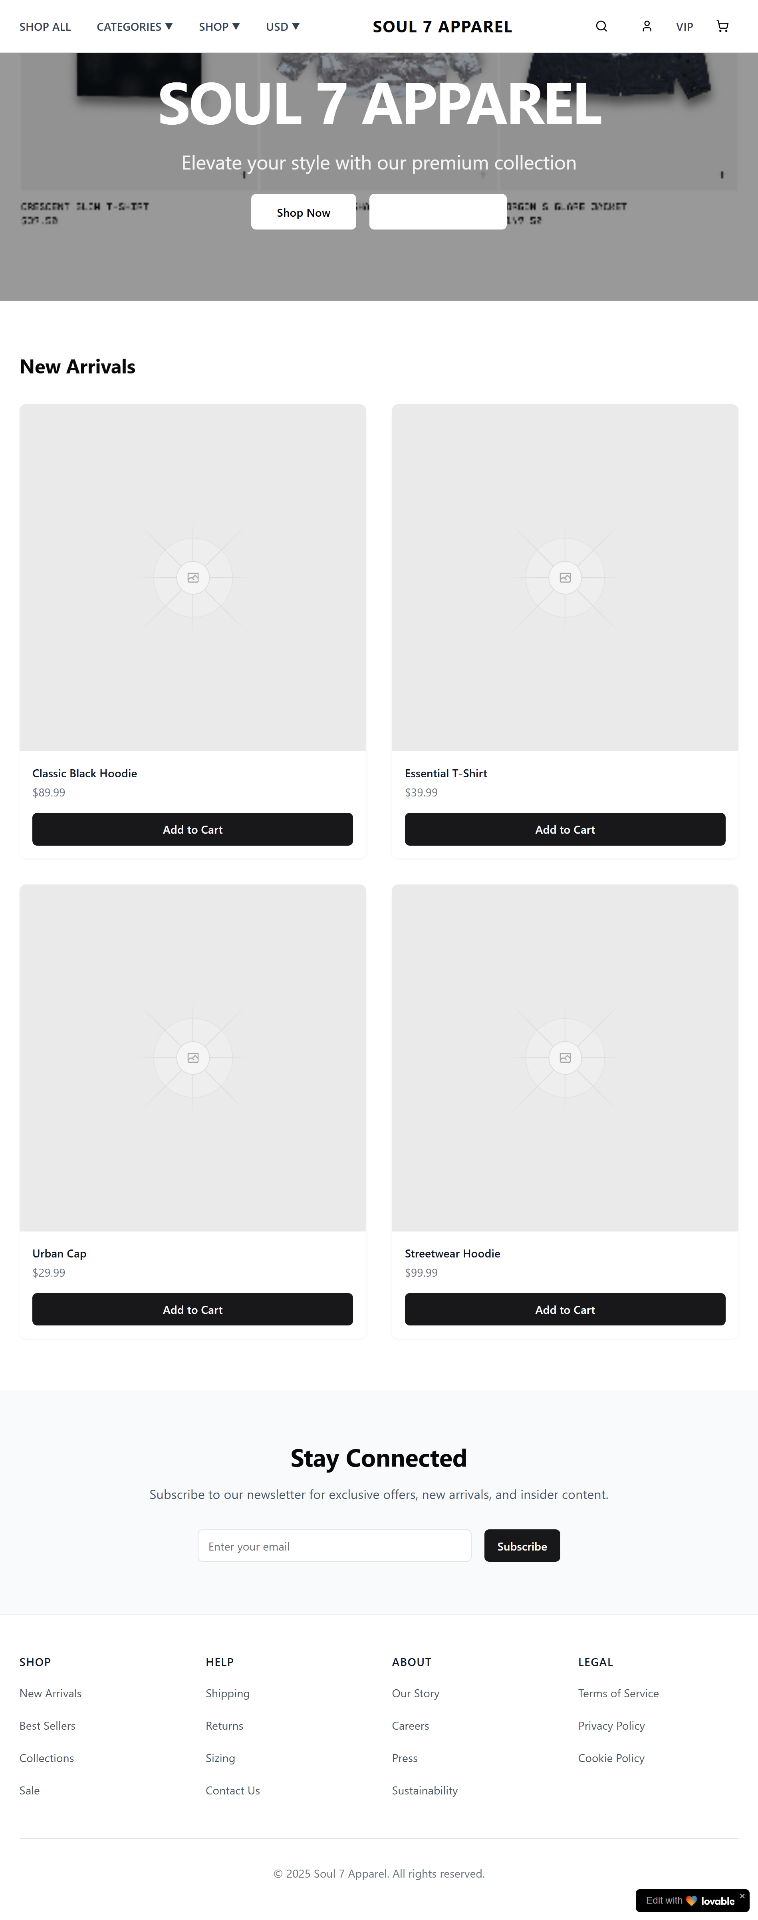 SHOP ALL
CATEGORIES ▼
SHOP ▼
USD ▼
SOUL 7 APPAREL
VIP
SOUL 7 APPAREL
Elevate your style with our premium collection
CRESCENT SLIM T-SHIRT
Shop Now
New Arrivals
Classic Black Hoodie
$89.99
Add to Cart
Essential T-Shirt
$39.99
Add to Cart
Urban Cap
$29.99
Add to Cart
Streetwear Hoodie
$99.99
Add to Cart
Stay Connected
Subscribe to our newsletter for exclusive offers, new arrivals, and insider content.
Enter your email
Subscribe
SHOP
New Arrivals
Best Sellers
Collections
Sale
HELP
Shipping
Returns
Sizing
Contact Us
ABOUT
Our Story
Careers
Press
Sustainability
LEGAL
Terms of Service
Privacy Policy
Cookie Policy
© 2025 Soul 7 Apparel. All rights reserved.
Edit with lovable